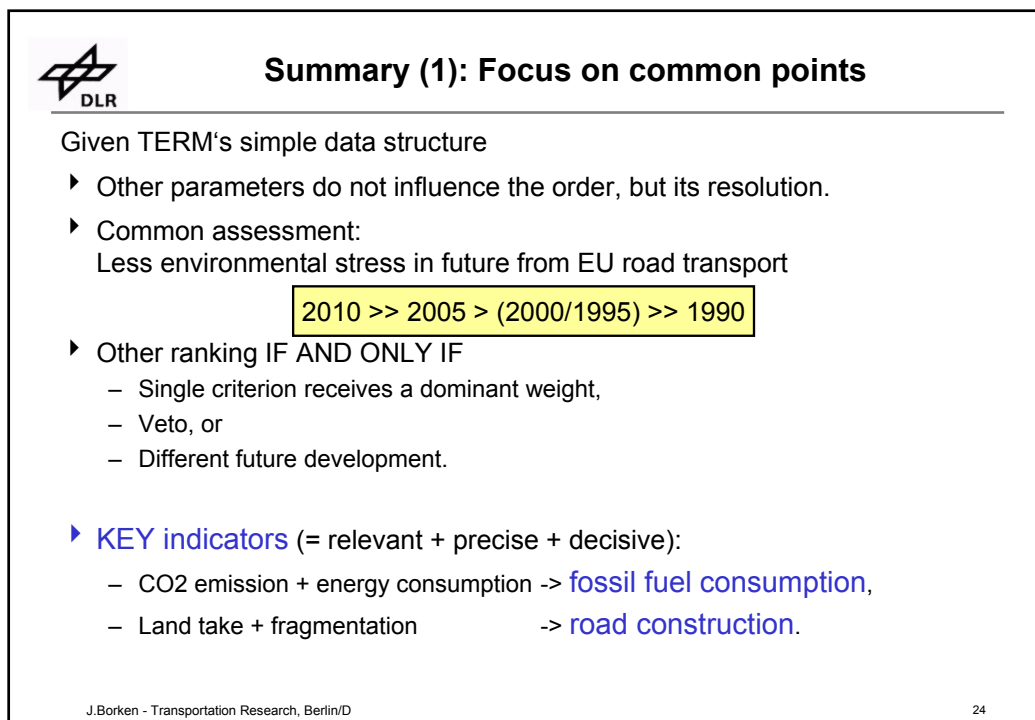 DLR
Summary (1): Focus on common points
Given TERM‘s simple data structure
Other parameters do not influence the order, but its resolution.
Common assessment:
Less environmental stress in future from EU road transport
2010 >> 2005 > (2000/1995) >> 1990
Other ranking IF AND ONLY IF
– Single criterion receives a dominant weight,
– Veto, or
– Different future development.
KEY indicators (= relevant + precise + decisive):
– CO2 emission + energy consumption -> fossil fuel consumption,
– Land take + fragmentation -> road construction.
J.Borken - Transportation Research, Berlin/D 24